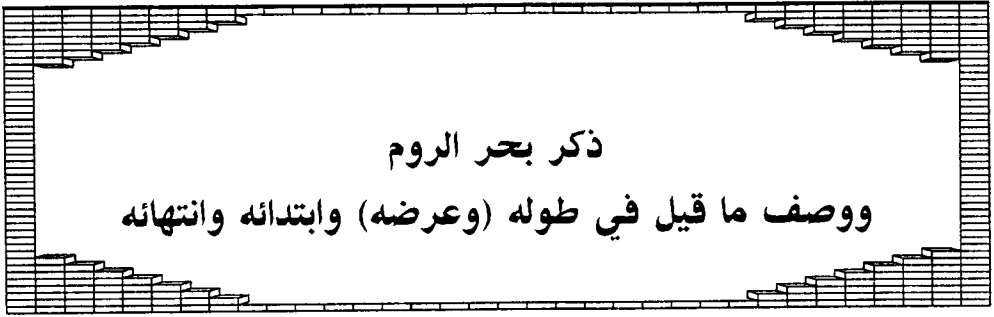 ذكر بحر الروم
ووصف ما قيل في طوله (وعرضه) وابتدائه وانتهائه